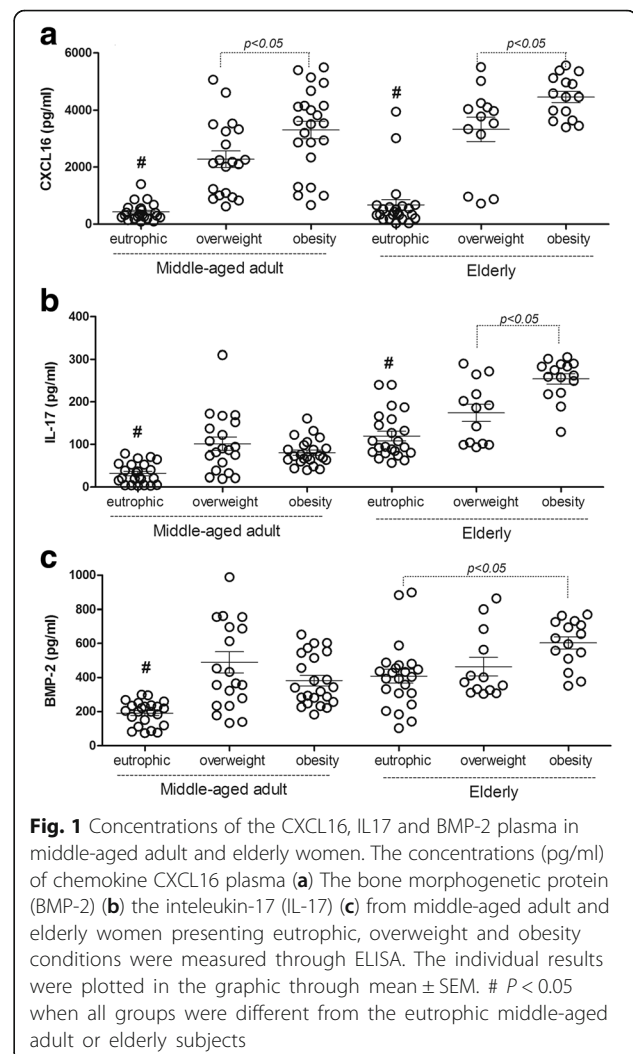 a
p<0.05
p<0.05
6000
4000
2000
0
CXCL16 (pg/ml)
#
#
eutrophic overweight obesity eutrophic overweight obesity
Middle-aged adult Elderly
b
p<0.05
400
300
200
100
0
IL-17 (pg/ml)
#
#
eutrophic overweight obesity eutrophic overweight obesity
Middle-aged adult Elderly
c
p<0.05
1000
800
600
400
200
0
BMP-2 (pg/ml)
#
eutrophic overweight obesity eutrophic overweight obesity
Middle-aged adult Elderly
Fig. 1 Concentrations of the CXCL16, IL17 and BMP-2 plasma in
middle-aged adult and elderly women. The concentrations (pg/ml)
of chemokine CXCL16 plasma (a) The bone morphogenetic protein
(BMP-2) (b) the inteleukin-17 (IL-17) (c) from middle-aged adult and
elderly women presenting eutrophic, overweight and obesity
conditions were measured through ELISA. The individual results
were plotted in the graphic through mean ± SEM. # P < 0.05
when all groups were different from the eutrophic middle-aged
adult or elderly subjects